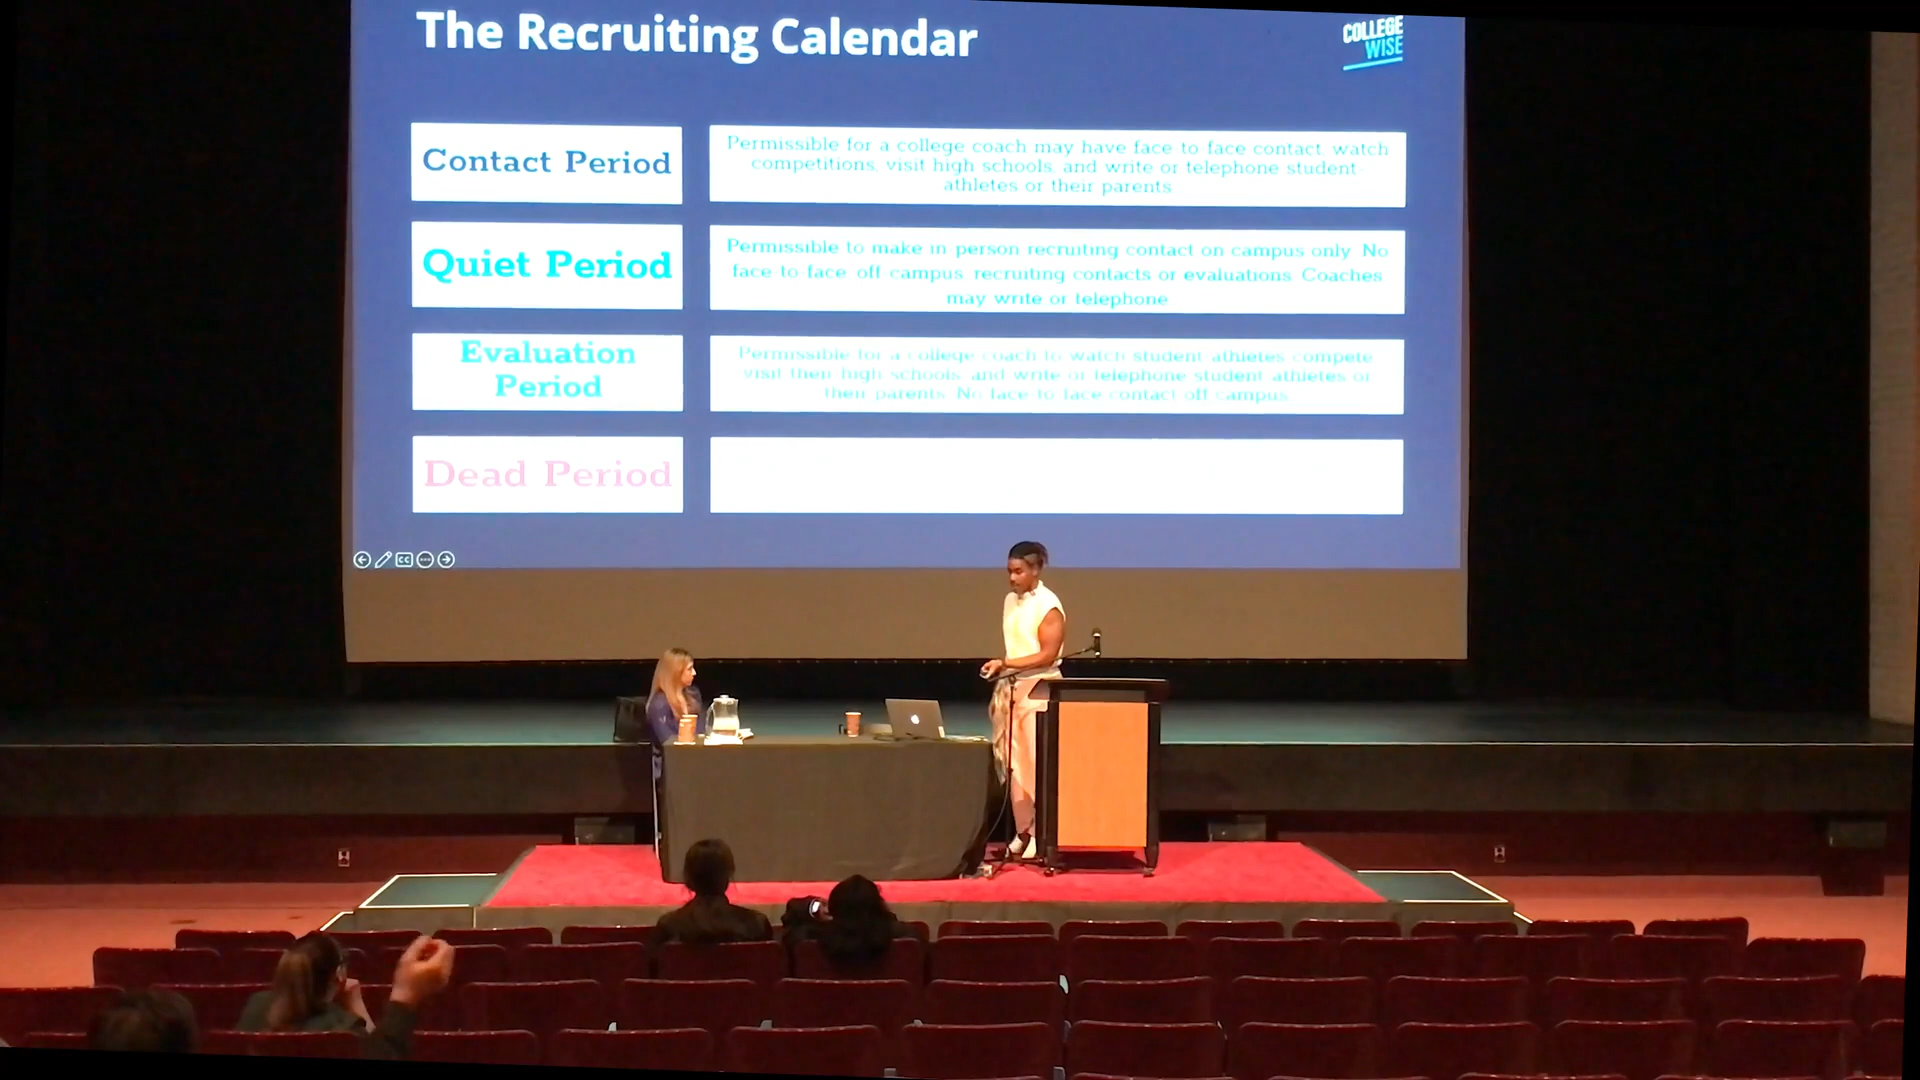 The Recruiting Calendar
COLLEGE
WISE
Contact Period
Permissible for a college coach may have face to face contact, watch
competitions, visit high schools, and write or telephone student-
athletes or their parents.
Quiet Period
Permissible to make in person recruiting contact on campus only. No
face-to-face off-campus, recruiting contacts or evaluations. Coaches
may write or telephone
Evaluation
Period
Permissible for a college coach to watch student athletes compete
visit their high schools, and write or telephone student athletes or
their parents. No face to face contact off campus.
Dead Period
CC